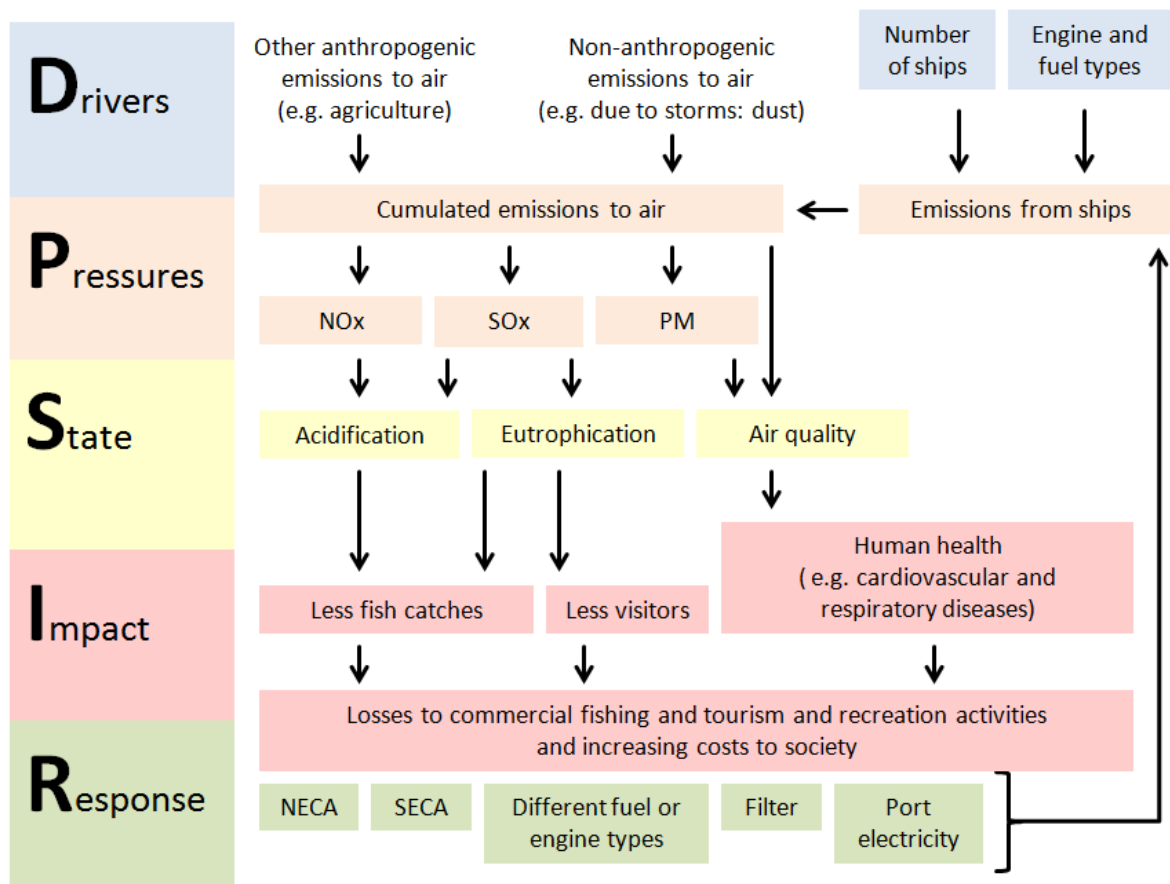 Drivers
Other anthropogenic
emissions to air
(e.g. agriculture)
Non-anthropogenic
emissions to air
(e.g. due to storms: dust)
Number
of ships
Engine and
fuel types
Pressures
Cumulated emissions to air
Emissions from ships
NOx
SOx
PM
State
Acidification
Eutrophication
Air quality
Impact
Human health
( e.g. cardiovascular and
respiratory diseases)
Less fish catches
Less visitors
Losses to commercial fishing and tourism and recreation activities
and increasing costs to society
Response
NECA
SECA
Different fuel or
engine types
Filter
Port
electricity